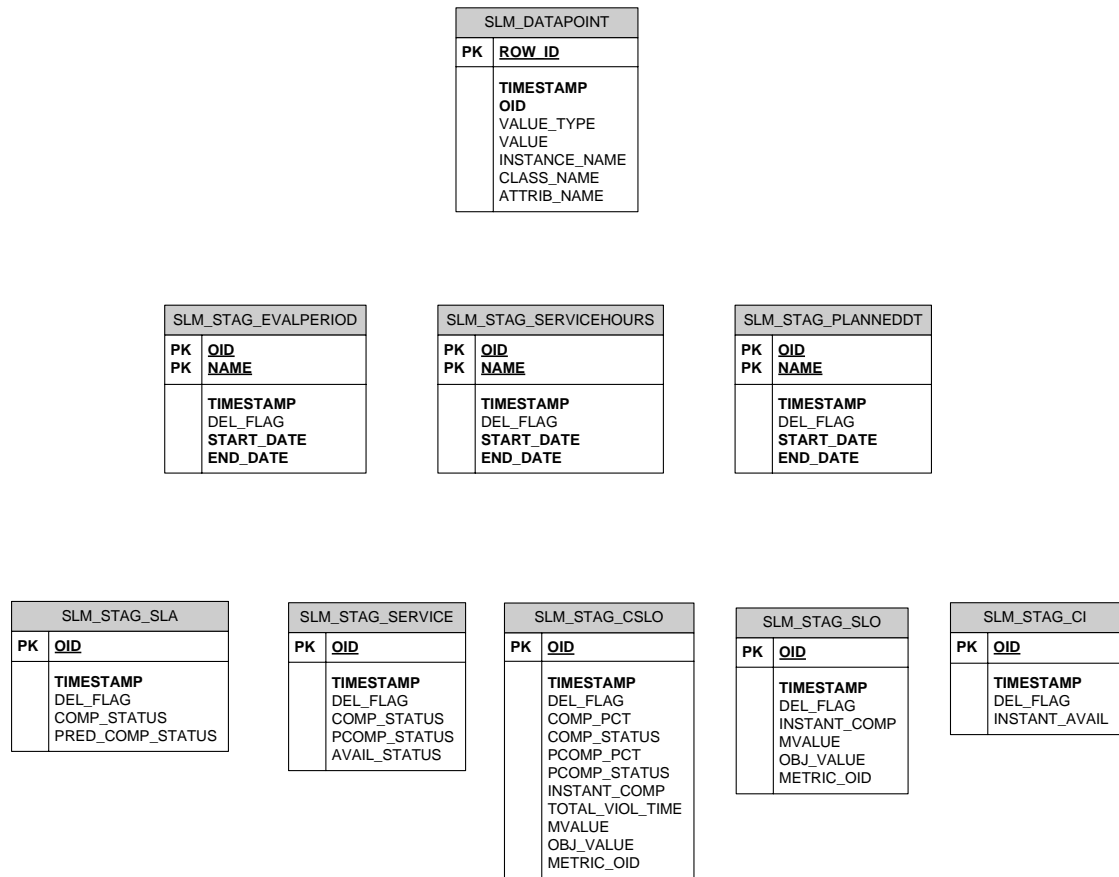 SLM_DATAPOINT
PK ROW_ID
TIMESTAMP
OID
VALUE_TYPE
VALUE
INSTANCE_NAME
CLASS_NAME
ATTRIB_NAME
SLM_STAG_EVALPERIOD
PK OID
PK NAME
TIMESTAMP
DEL_FLAG
START_DATE
END_DATE
SLM_STAG_SERVICEHOURS
PK OID
PK NAME
TIMESTAMP
DEL_FLAG
START_DATE
END_DATE
SLM_STAG_PLANNEDDT
PK OID
PK NAME
TIMESTAMP
DEL_FLAG
START_DATE
END_DATE
SLM_STAG_SLA
PK OID
TIMESTAMP
DEL_FLAG
COMP_STATUS
PRED_COMP_STATUS
SLM_STAG_SERVICE
PK OID
TIMESTAMP
DEL_FLAG
COMP_STATUS
PCOMP_STATUS
AVAIL_STATUS
SLM_STAG_CSLO
PK OID
TIMESTAMP
DEL_FLAG
COMP_PCT
COMP_STATUS
PCOMP_PCT
PCOMP_STATUS
INSTANT_COMP
TOTAL_VIOL_TIME
MVALUE
OBJ_VALUE
METRIC_OID
SLM_STAG_SLO
PK OID
TIMESTAMP
DEL_FLAG
INSTANT_COMP
MVALUE
OBJ_VALUE
METRIC_OID
SLM_STAG_CI
PK OID
TIMESTAMP
DEL_FLAG
INSTANT_AVAIL